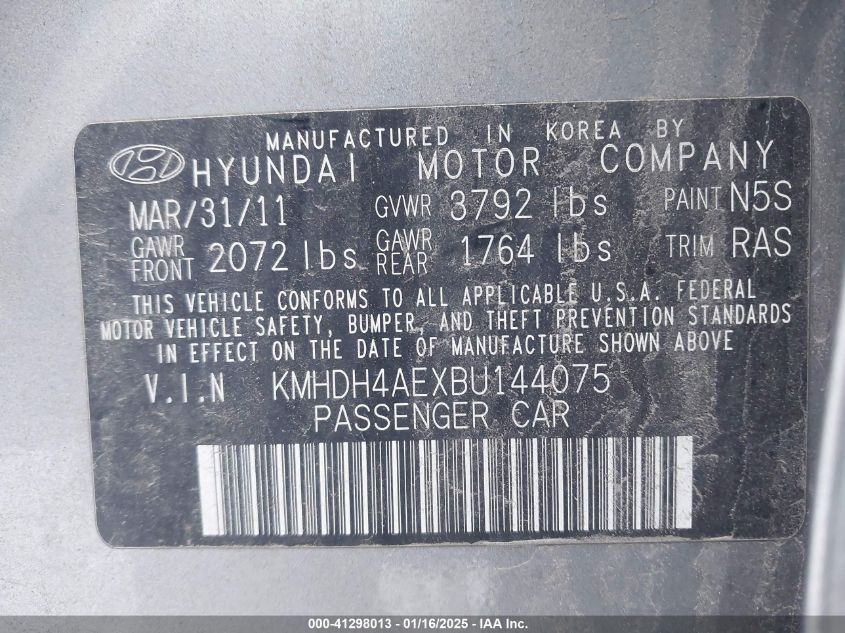 MANUFACTURED IN KOREA BY
HYUNDAI MOTOR COMPANY
MAR/31/11 GVWR 3792 lbs PAINT N5S
GAWR FRONT 2072 lbs GAWR REAR 1764 lbs TRIM RAS
THIS VEHICLE CONFORMS TO ALL APPLICABLE U.S.A. FEDERAL
MOTOR VEHICLE SAFETY, BUMPER, AND THEFT PREVENTION STANDARDS
IN EFFECT ON THE DATE OF MANUFACTURE SHOWN ABOVE
V.I.N KMHDH4AEXBU144075
PASSENGER CAR
000-41298013 - 01/16/2025 - IAA Inc.